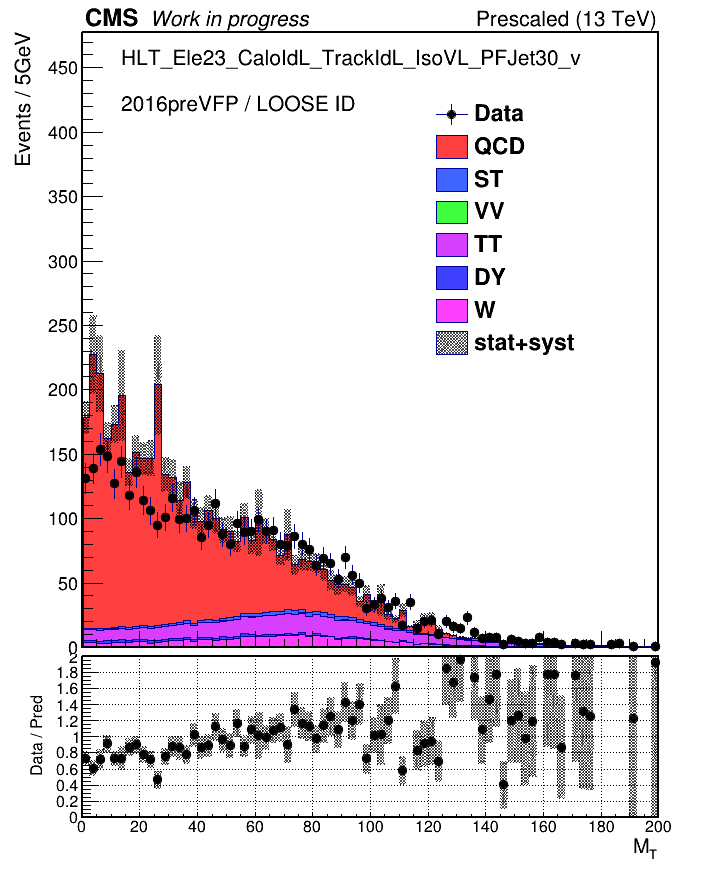 CMS Work in progress Prescaled (13 TeV)
HLT_Ele23_CaloIdL_TrackIdL_IsoVL_PFJet30_v
2016preVFP / LOOSE ID
Events / 5GeV
450
400
350
300
250
200
150
100
50
0
Data
QCD
ST
VV
TT
DY
W
stat+syst
Data / Pred
2
1.8
1.6
1.4
1.2
1
0.8
0.6
0.4
0.2
0
0 20 40 60 80 100 120 140 160 180 200
M_T